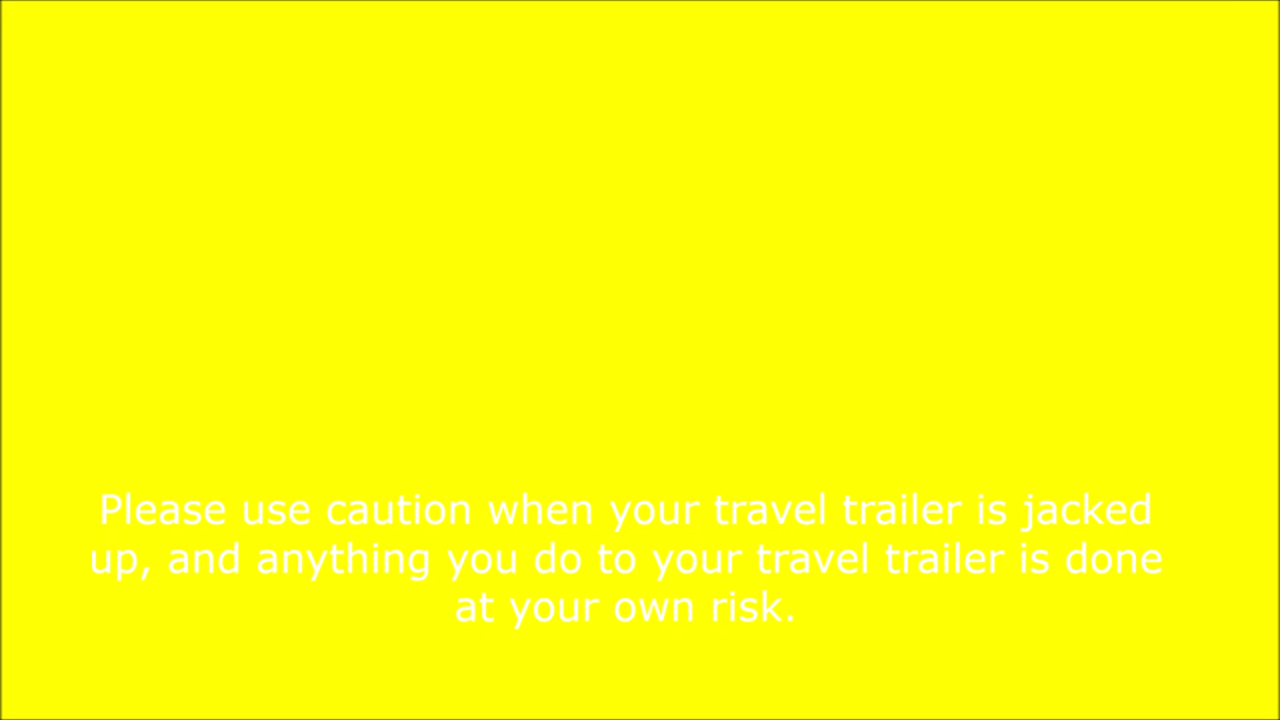 Please use caution when your travel trailer is jacked
up, and anything you do to your travel trailer is done
at your own risk.